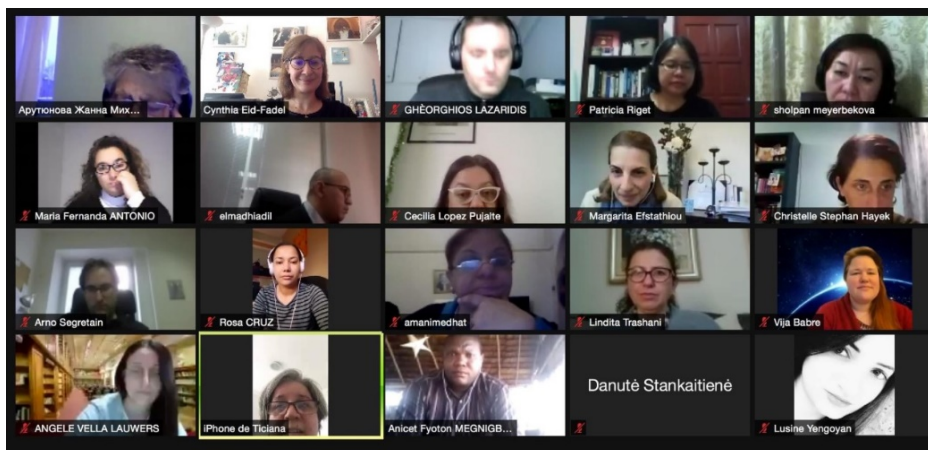 Арутюнова Жанна Мих...
Cynthia Eid-Fadel
GHÈORGHIOS LAZARIDIS
Patricia Riget
sholpan meyerbekova
Maria Fernanda ANTONIO
elmadhiadil
Cecilia Lopez Pujalte
Margarita Efstathiou
Christelle Stephan Hayek
Arno Segretain
Rosa CRUZ
amanimedhat
Lindita Trashani
Vija Babre
ANGELE VELLA LAUWERS
iPhone de Ticiana
Anicet Fyoton MEGNIGB...
Danutė Stankaitienė
Lusine Yengoyan